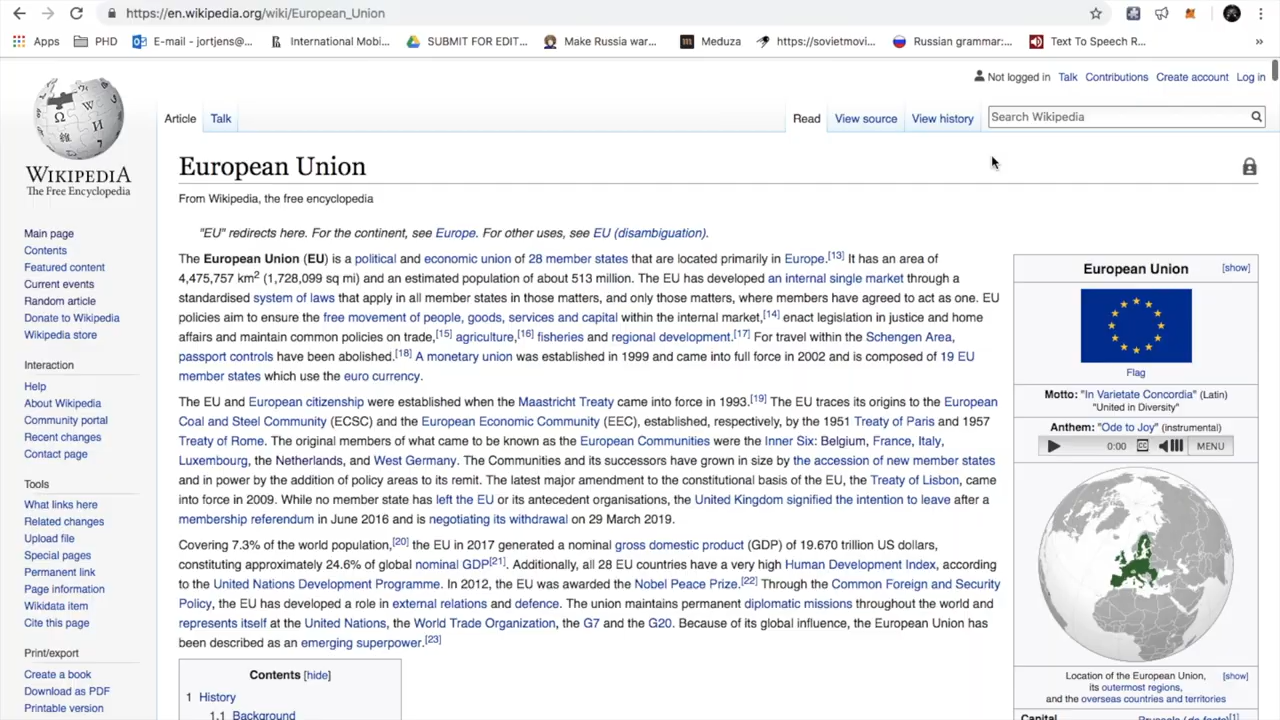 https://en.wikipedia.org/wiki/European_Union
Apps
PHD
E-mail - jortjens@...
International Mobi...
SUBMIT FOR EDIT...
Make Russia war...
Meduza
https://sovietmovi...
Russian grammar:...
Text To Speech R...
»
Not logged in Talk Contributions Create account Log in
Article Talk
Read View source View history
Search Wikipedia
WIKIPEDIA
The Free Encyclopedia
Main page
Contents
Featured content
Current events
Random article
Donate to Wikipedia
Wikipedia store
Interaction
Help
About Wikipedia
Community portal
Recent changes
Contact page
Tools
What links here
Related changes
Upload file
Special pages
Permanent link
Page information
Wikidata item
Cite this page
Print/export
Create a book
Download as PDF
Printable version
European Union
From Wikipedia, the free encyclopedia
"EU" redirects here. For the continent, see Europe. For other uses, see EU (disambiguation).
The European Union (EU) is a political and economic union of 28 member states that are located primarily in Europe.[13] It has an area of
4,475,757 km2 (1,728,099 sq mi) and an estimated population of about 513 million. The EU has developed an internal single market through a
standardised system of laws that apply in all member states in those matters, and only those matters, where members have agreed to act as one. EU
policies aim to ensure the free movement of people, goods, services and capital within the internal market,[14] enact legislation in justice and home
affairs and maintain common policies on trade,[15] agriculture,[16] fisheries and regional development.[17] For travel within the Schengen Area,
passport controls have been abolished.[18] A monetary union was established in 1999 and came into full force in 2002 and is composed of 19 EU
member states which use the euro currency.
The EU and European citizenship were established when the Maastricht Treaty came into force in 1993.[19] The EU traces its origins to the European
Coal and Steel Community (ECSC) and the European Economic Community (EEC), established, respectively, by the 1951 Treaty of Paris and 1957
Treaty of Rome. The original members of what came to be known as the European Communities were the Inner Six: Belgium, France, Italy,
Luxembourg, the Netherlands, and West Germany. The Communities and its successors have grown in size by the accession of new member states
and in power by the addition of policy areas to its remit. The latest major amendment to the constitutional basis of the EU, the Treaty of Lisbon, came
into force in 2009. While no member state has left the EU or its antecedent organisations, the United Kingdom signified the intention to leave after a
membership referendum in June 2016 and is negotiating its withdrawal on 29 March 2019.
Covering 7.3% of the world population,[20] the EU in 2017 generated a nominal gross domestic product (GDP) of 19.670 trillion US dollars,
constituting approximately 24.6% of global nominal GDP[21]. Additionally, all 28 EU countries have a very high Human Development Index, according
to the United Nations Development Programme. In 2012, the EU was awarded the Nobel Peace Prize.[22] Through the Common Foreign and Security
Policy, the EU has developed a role in external relations and defence. The union maintains permanent diplomatic missions throughout the world and
represents itself at the United Nations, the World Trade Organization, the G7 and the G20. Because of its global influence, the European Union has
been described as an emerging superpower.[23]
Contents [hide]
1 History
1.1 Background
European Union [show]
Flag
Motto: "In Varietate Concordia" (Latin)
"United in Diversity"
Anthem: "Ode to Joy" (instrumental)
0:00 CC MENU
Location of the European Union, [show]
its outermost regions,
and the overseas countries and territories
Capital Brussels (de facto)[1]